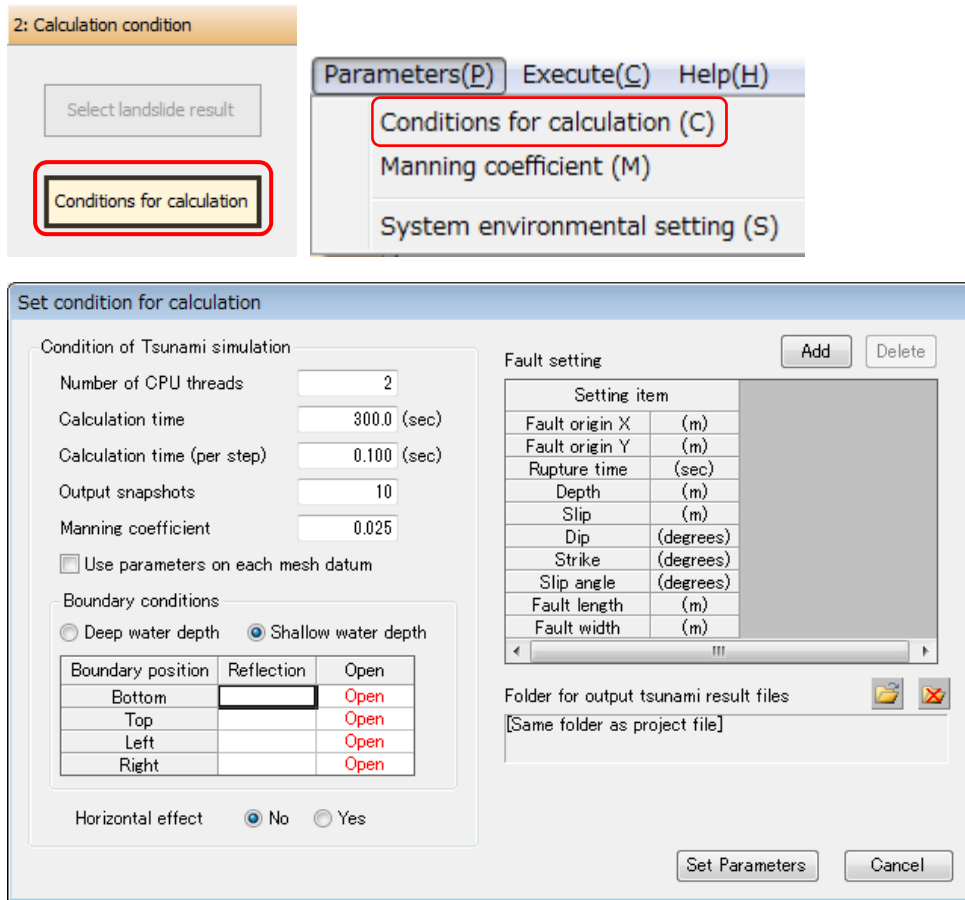 2: Calculation condition
Select landslide result
Conditions for calculation
Parameters(P) Execute(C) Help(H)
Conditions for calculation (C)
Manning coefficient (M)
System environmental setting (S)
Set condition for calculation
Condition of Tsunami simulation
Number of CPU threads 2
Calculation time 300.0 (sec)
Calculation time (per step) 0.100 (sec)
Output snapshots 10
Manning coefficient 0.025
Use parameters on each mesh datum
Boundary conditions
Deep water depth Shallow water depth
Boundary position Reflection Open
Bottom Open
Top Open
Left Open
Right Open
Horizontal effect No Yes
Fault setting Add Delete
Setting item
Fault origin X (m)
Fault origin Y (m)
Rupture time (sec)
Depth (m)
Slip (m)
Dip (degrees)
Strike (degrees)
Slip angle (degrees)
Fault length (m)
Fault width (m)
Folder for output tsunami result files
[Same folder as project file]
Set Parameters Cancel